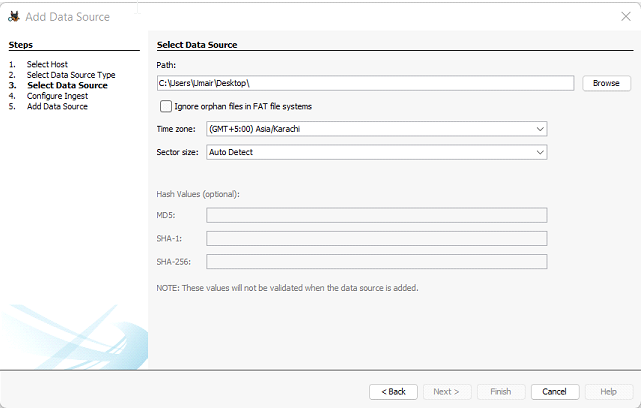 Add Data Source
Steps
1. Select Host
2. Select Data Source Type
3. Select Data Source
4. Configure Ingest
5. Add Data Source
Select Data Source
Path:
C:\Users\Umair\Desktop\
Browse
Ignore orphan files in FAT file systems
Time zone: (GMT+5:00) Asia/Karachi
Sector size: Auto Detect
Hash Values (optional):
MD5:
SHA-1:
SHA-256:
NOTE: These values will not be validated when the data source is added.
< Back Next > Finish Cancel Help